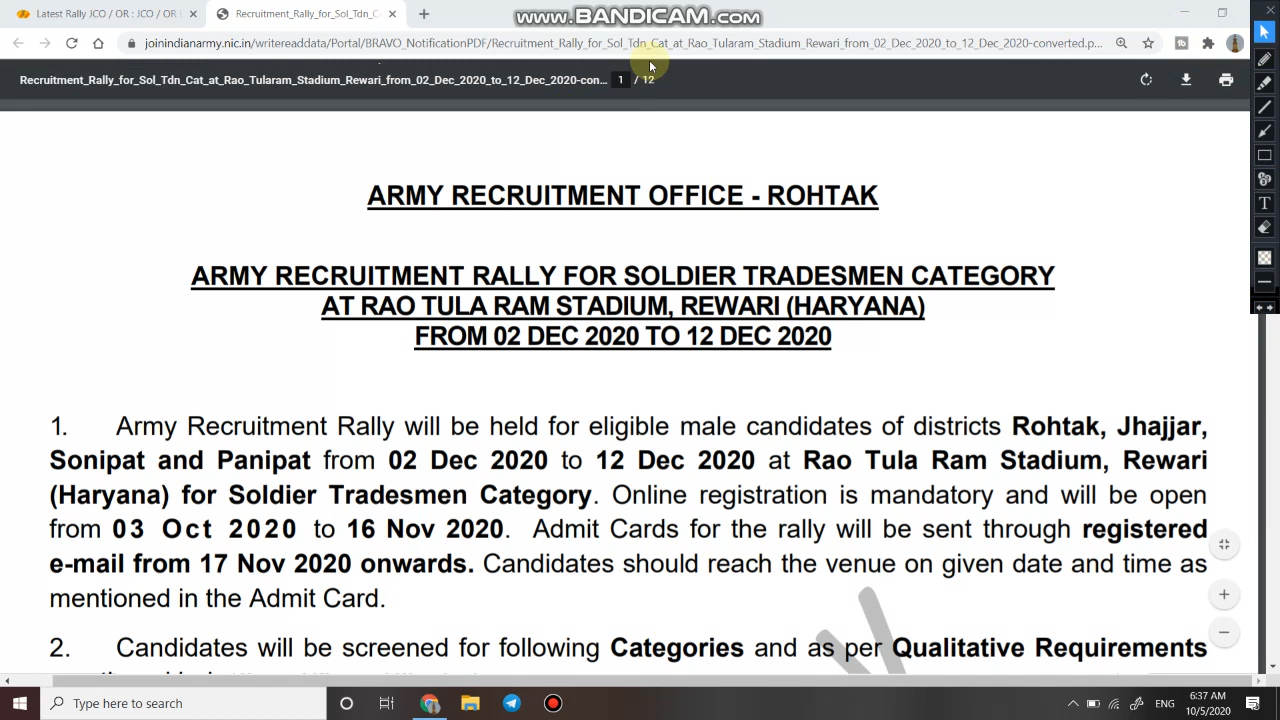 Latest Rally JCO / OR : JCO / OR
Recruitment_Rally_for_Sol_Tdn_C
www.BANDICAM.com
joinindianarmy.nic.in/writereaddata/Portal/BRAVO_NotificationPDF/Recruitment_Rally_for_Sol_Tdn_Cat_at_Rao_Tularam_Stadium_Rewari_from_02_Dec_2020_to_12_Dec_2020-converted.p...
Recruitment_Rally_for_Sol_Tdn_Cat_at_Rao_Tularam_Stadium_Rewari_from_02_Dec_2020_to_12_Dec_2020-con... 1 / 12
ARMY RECRUITMENT OFFICE - ROHTAK
ARMY RECRUITMENT RALLY FOR SOLDIER TRADESMEN CATEGORY
AT RAO TULA RAM STADIUM, REWARI (HARYANA)
FROM 02 DEC 2020 TO 12 DEC 2020
1. Army Recruitment Rally will be held for eligible male candidates of districts Rohtak, Jhajjar,
Sonipat and Panipat from 02 Dec 2020 to 12 Dec 2020 at Rao Tula Ram Stadium, Rewari
(Haryana) for Soldier Tradesmen Category. Online registration is mandatory and will be open
from 03 Oct 2020 to 16 Nov 2020. Admit Cards for the rally will be sent through registered
e-mail from 17 Nov 2020 onwards. Candidates should reach the venue on given date and time as
mentioned in the Admit Card.
2. Candidates will be screened for following Categories and as per Qualitative Requirements
Type here to search
ENG
6:37 AM
10/5/2020